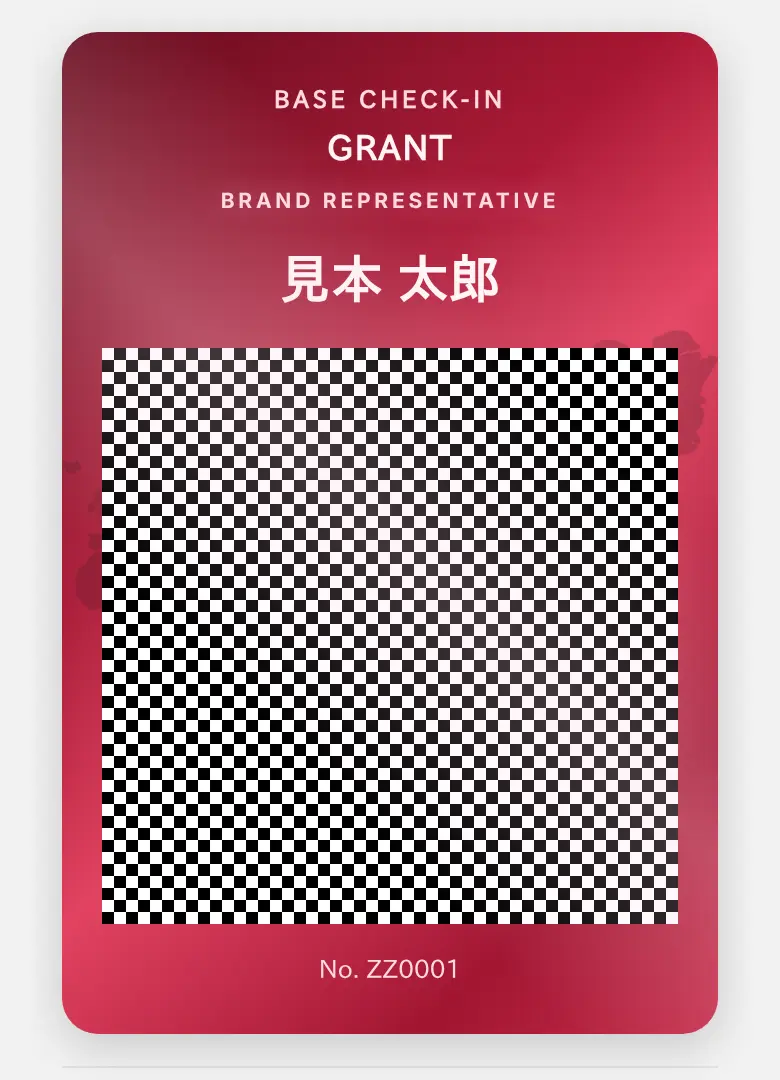 BASE CHECK-IN
GRANT
BRAND REPRESENTATIVE
見本 太郎
No. ZZ0001